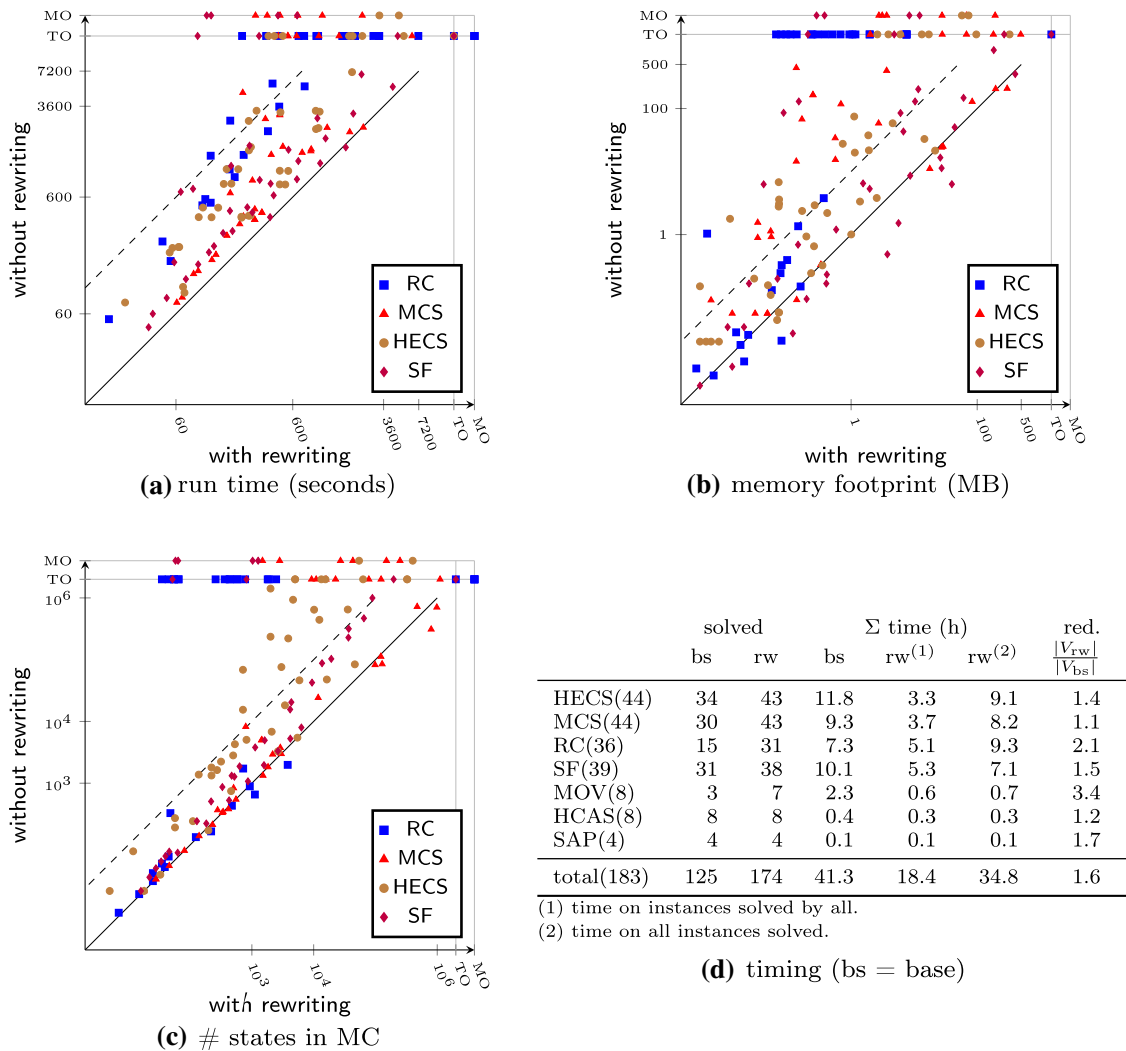 MO
TO
7200
3600
600
60
without rewriting
RC
MCS
HECS
SF
60
600
3600
7200
TO
MO
with rewriting
(a) run time (seconds)
MO
TO
500
100
1
without rewriting
RC
MCS
HECS
SF
1
100
500
TO
MO
with rewriting
(b) memory footprint (MB)
MO
TO
10^6
10^4
10^3
without rewriting
RC
MCS
HECS
SF
10^3
10^4
10^6
TO
MO
with rewriting
(c) # states in MC
solved Σ time (h) red.
bs rw bs rw^(1) rw^(2) |V_rw| / |V_bs|
HECS(44) 34 43 11.8 3.3 9.1 1.4
MCS(44) 30 43 9.3 3.7 8.2 1.1
RC(36) 15 31 7.3 5.1 9.3 2.1
SF(39) 31 38 10.1 5.3 7.1 1.5
MOV(8) 3 7 2.3 0.6 0.7 3.4
HCAS(8) 8 8 0.4 0.3 0.3 1.2
SAP(4) 4 4 0.1 0.1 0.1 1.7
total(183) 125 174 41.3 18.4 34.8 1.6
(1) time on instances solved by all.
(2) time on all instances solved.
(d) timing (bs = base)